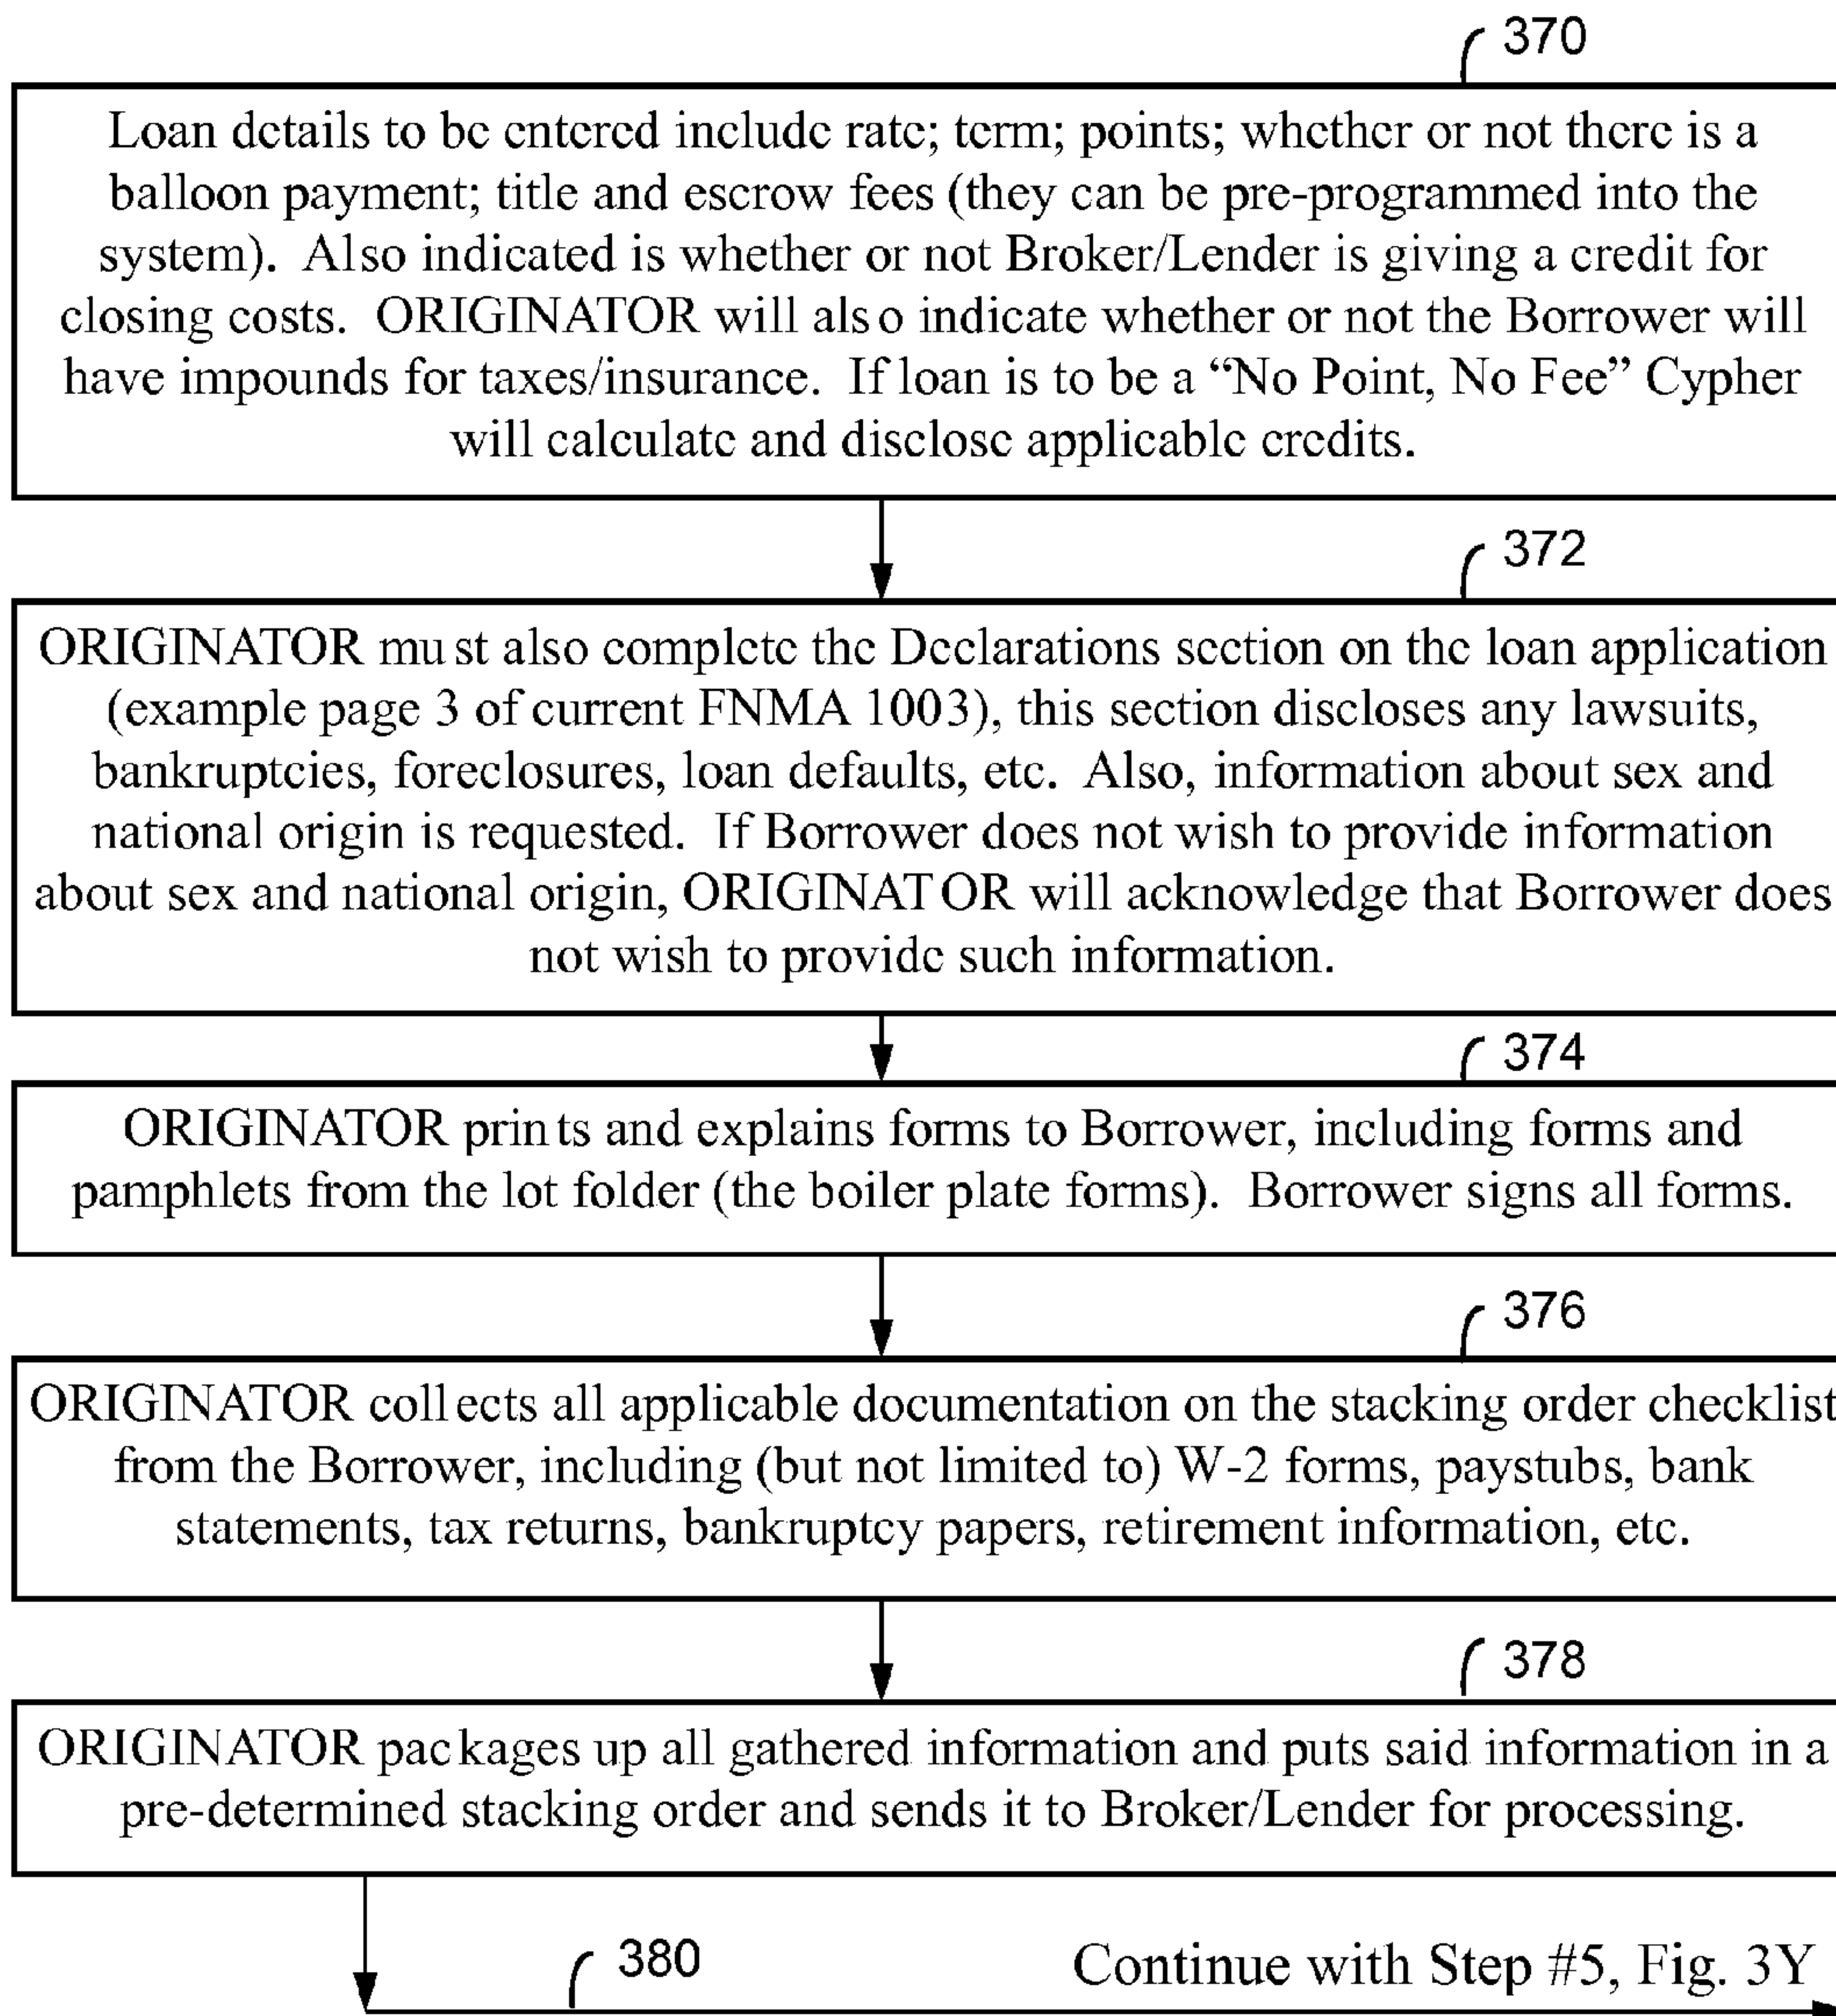 370
Loan details to be entered include rate; term; points; whether or not there is a
balloon payment; title and escrow fees (they can be pre-programmed into the
system). Also indicated is whether or not Broker/Lender is giving a credit for
closing costs. ORIGINATOR will also indicate whether or not the Borrower will
have impounds for taxes/insurance. If loan is to be a “No Point, No Fee” Cypher
will calculate and disclose applicable credits.
372
ORIGINATOR must also complete the Declarations section on the loan application
(example page 3 of current FNMA 1003), this section discloses any lawsuits,
bankruptcies, foreclosures, loan defaults, etc. Also, information about sex and
national origin is requested. If Borrower does not wish to provide information
about sex and national origin, ORIGINATOR will acknowledge that Borrower does
not wish to provide such information.
374
ORIGINATOR prints and explains forms to Borrower, including forms and
pamphlets from the lot folder (the boiler plate forms). Borrower signs all forms.
376
ORIGINATOR collects all applicable documentation on the stacking order checklist
from the Borrower, including (but not limited to) W-2 forms, paystubs, bank
statements, tax returns, bankruptcy papers, retirement information, etc.
378
ORIGINATOR packages up all gathered information and puts said information in a
pre-determined stacking order and sends it to Broker/Lender for processing.
380
Continue with Step #5, Fig. 3Y